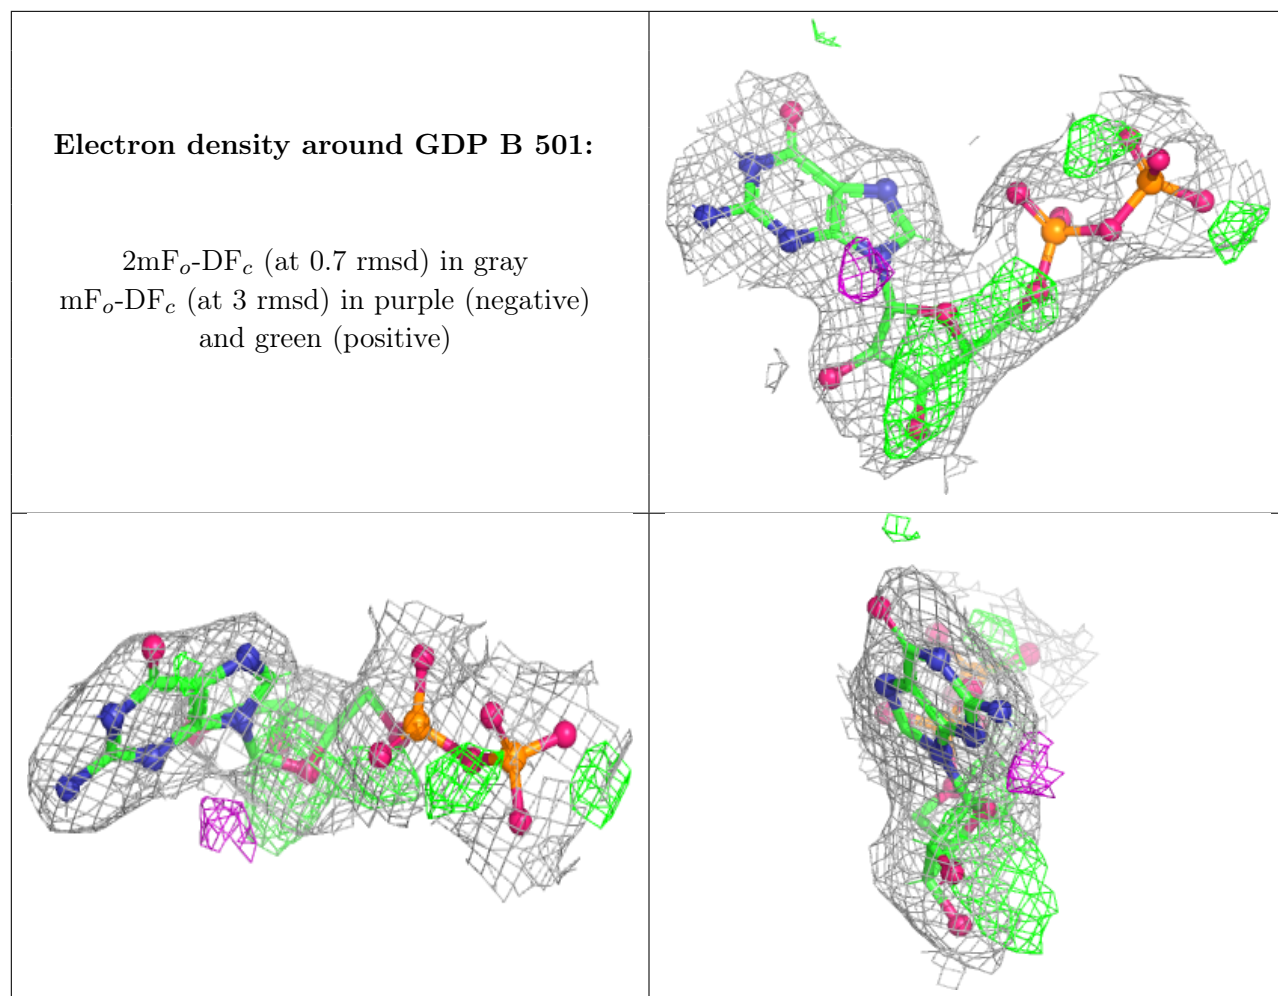 Electron density around GDP B 501:
2mFo-DFc (at 0.7 rmsd) in gray
mFo-DFc (at 3 rmsd) in purple (negative)
and green (positive)